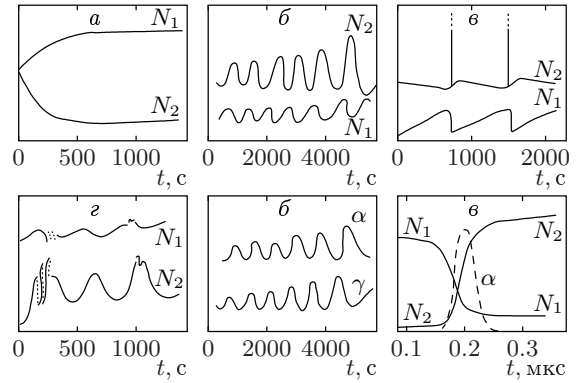 а N₁ N₂
0 500 1000
t, с
б N₂ N₁
0 2000 4000
t, с
в N₂ N₁
0 1000 2000
t, с
г N₁ N₂
0 500 1000
t, с
б α γ
0 2000 4000
t, с
в N₁ N₂ α N₂ N₁
0.1 0.2 0.3
t, мкс